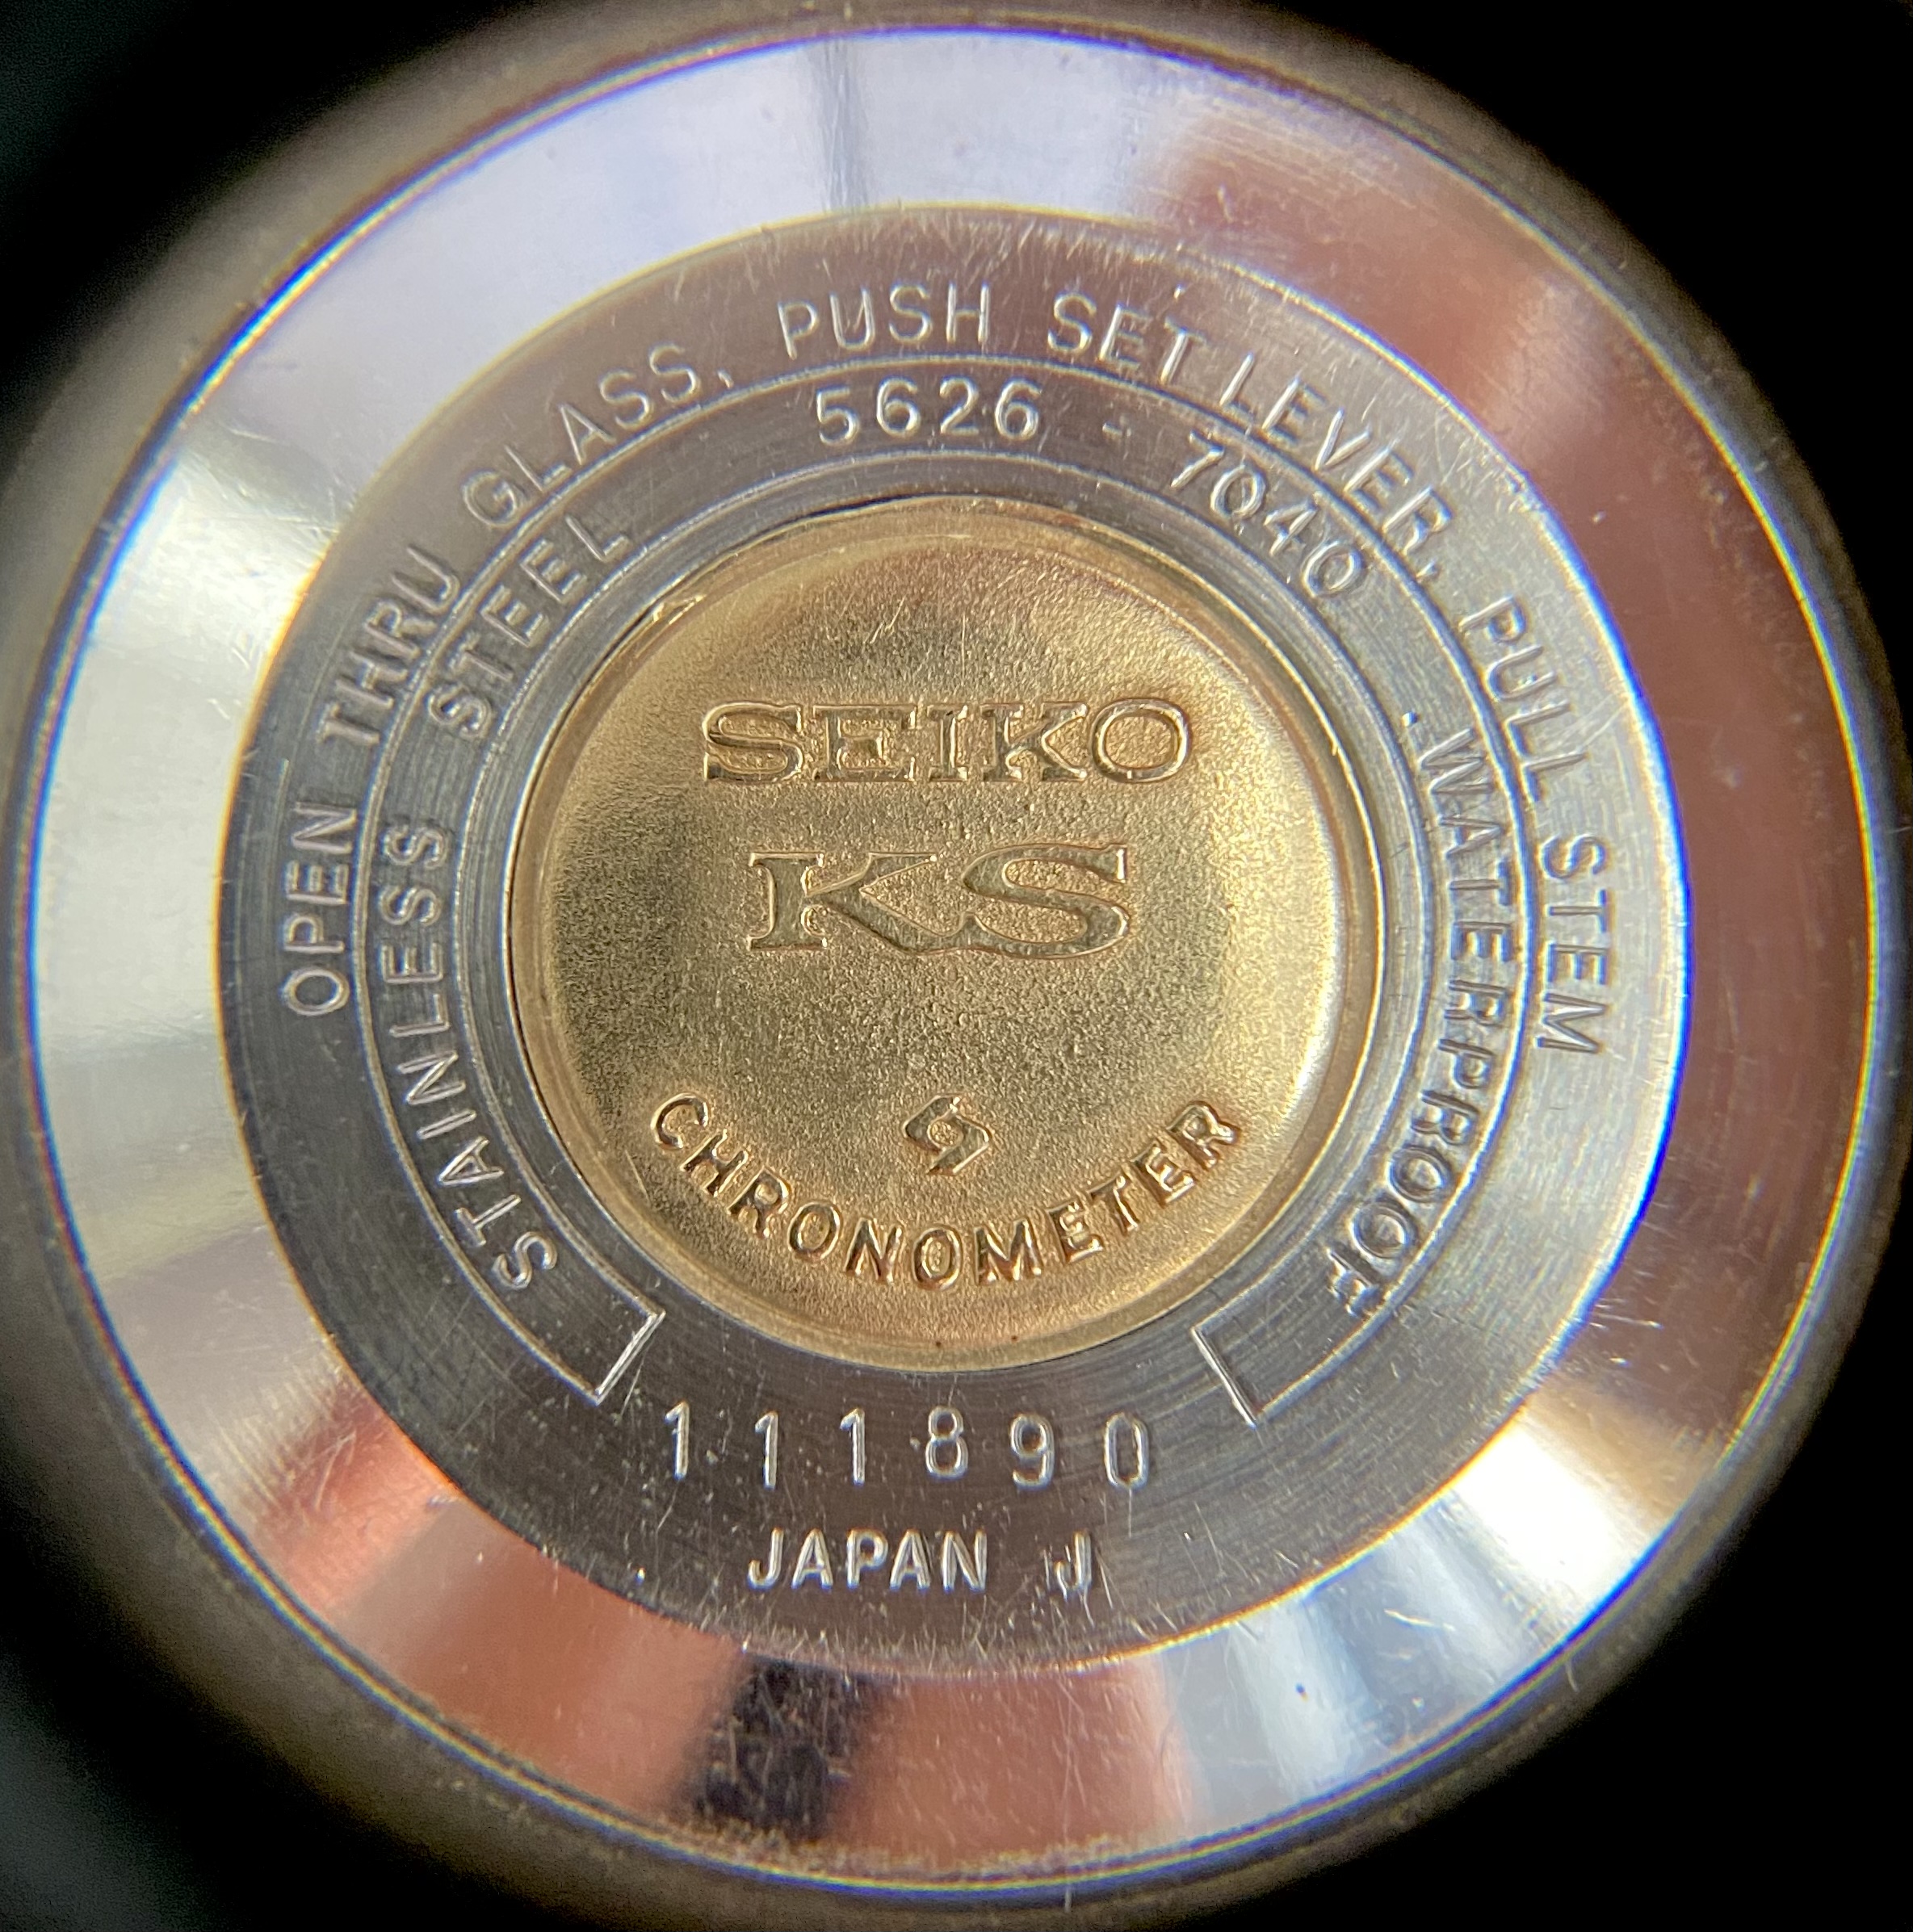 OPEN THRU GLASS, PUSH SET LEVER, PULL STEM
STAINLESS STEEL 5626 - 7040 WATERPROOF
SEIKO
KS
CHRONOMETER
111890
JAPAN J